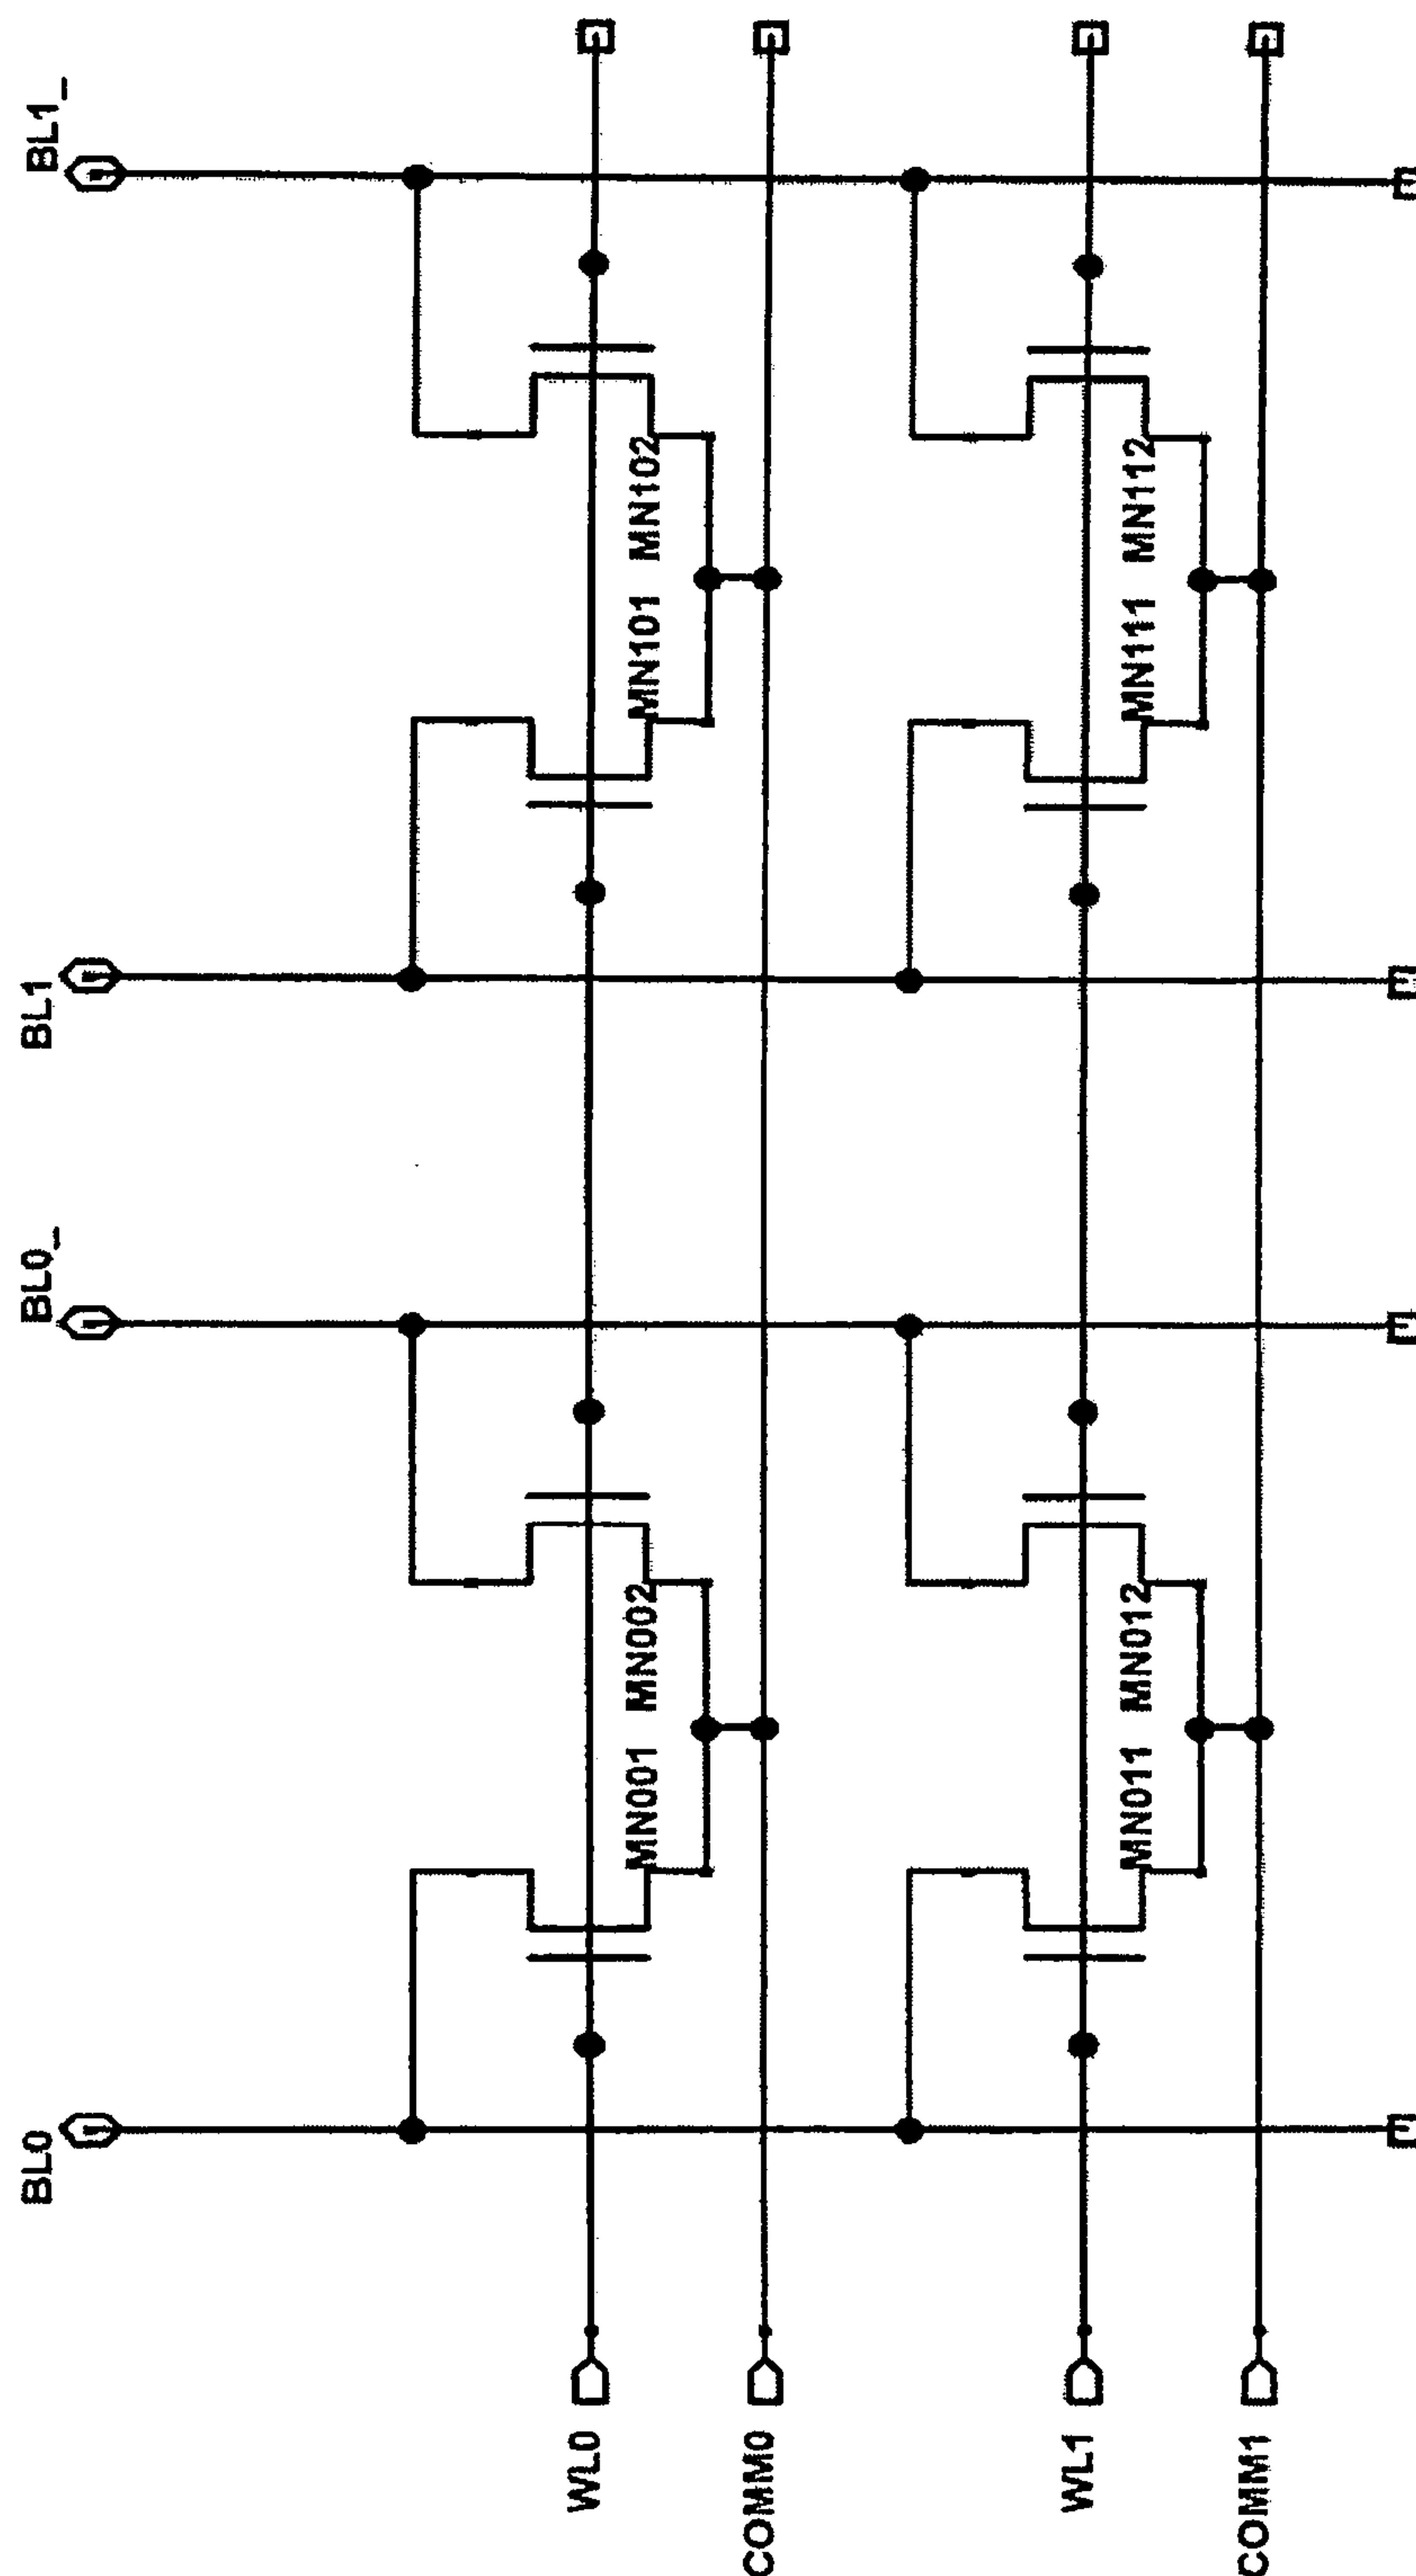 BL0
BL0_
BL1
BL1_
WL0
MN001 MN002
MN101 MN102
COMM0
WL1
MN011 MN012
MN111 MN112
COMM1